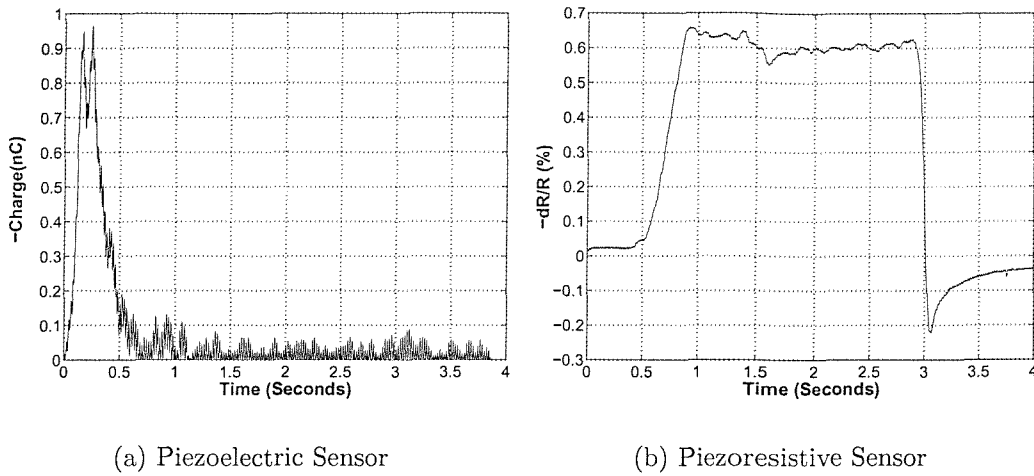 1
0.9
0.8
0.7
0.6
0.5
0.4
0.3
0.2
0.1
0
−Charge(nC)
0 0.5 1 1.5 2 2.5 3 3.5 4
Time (Seconds)
(a) Piezoelectric Sensor
0.7
0.6
0.5
0.4
0.3
0.2
0.1
0
−0.1
−0.2
−0.3
−dR/R (%)
0 0.5 1 1.5 2 2.5 3 3.5 4
Time (Seconds)
(b) Piezoresistive Sensor